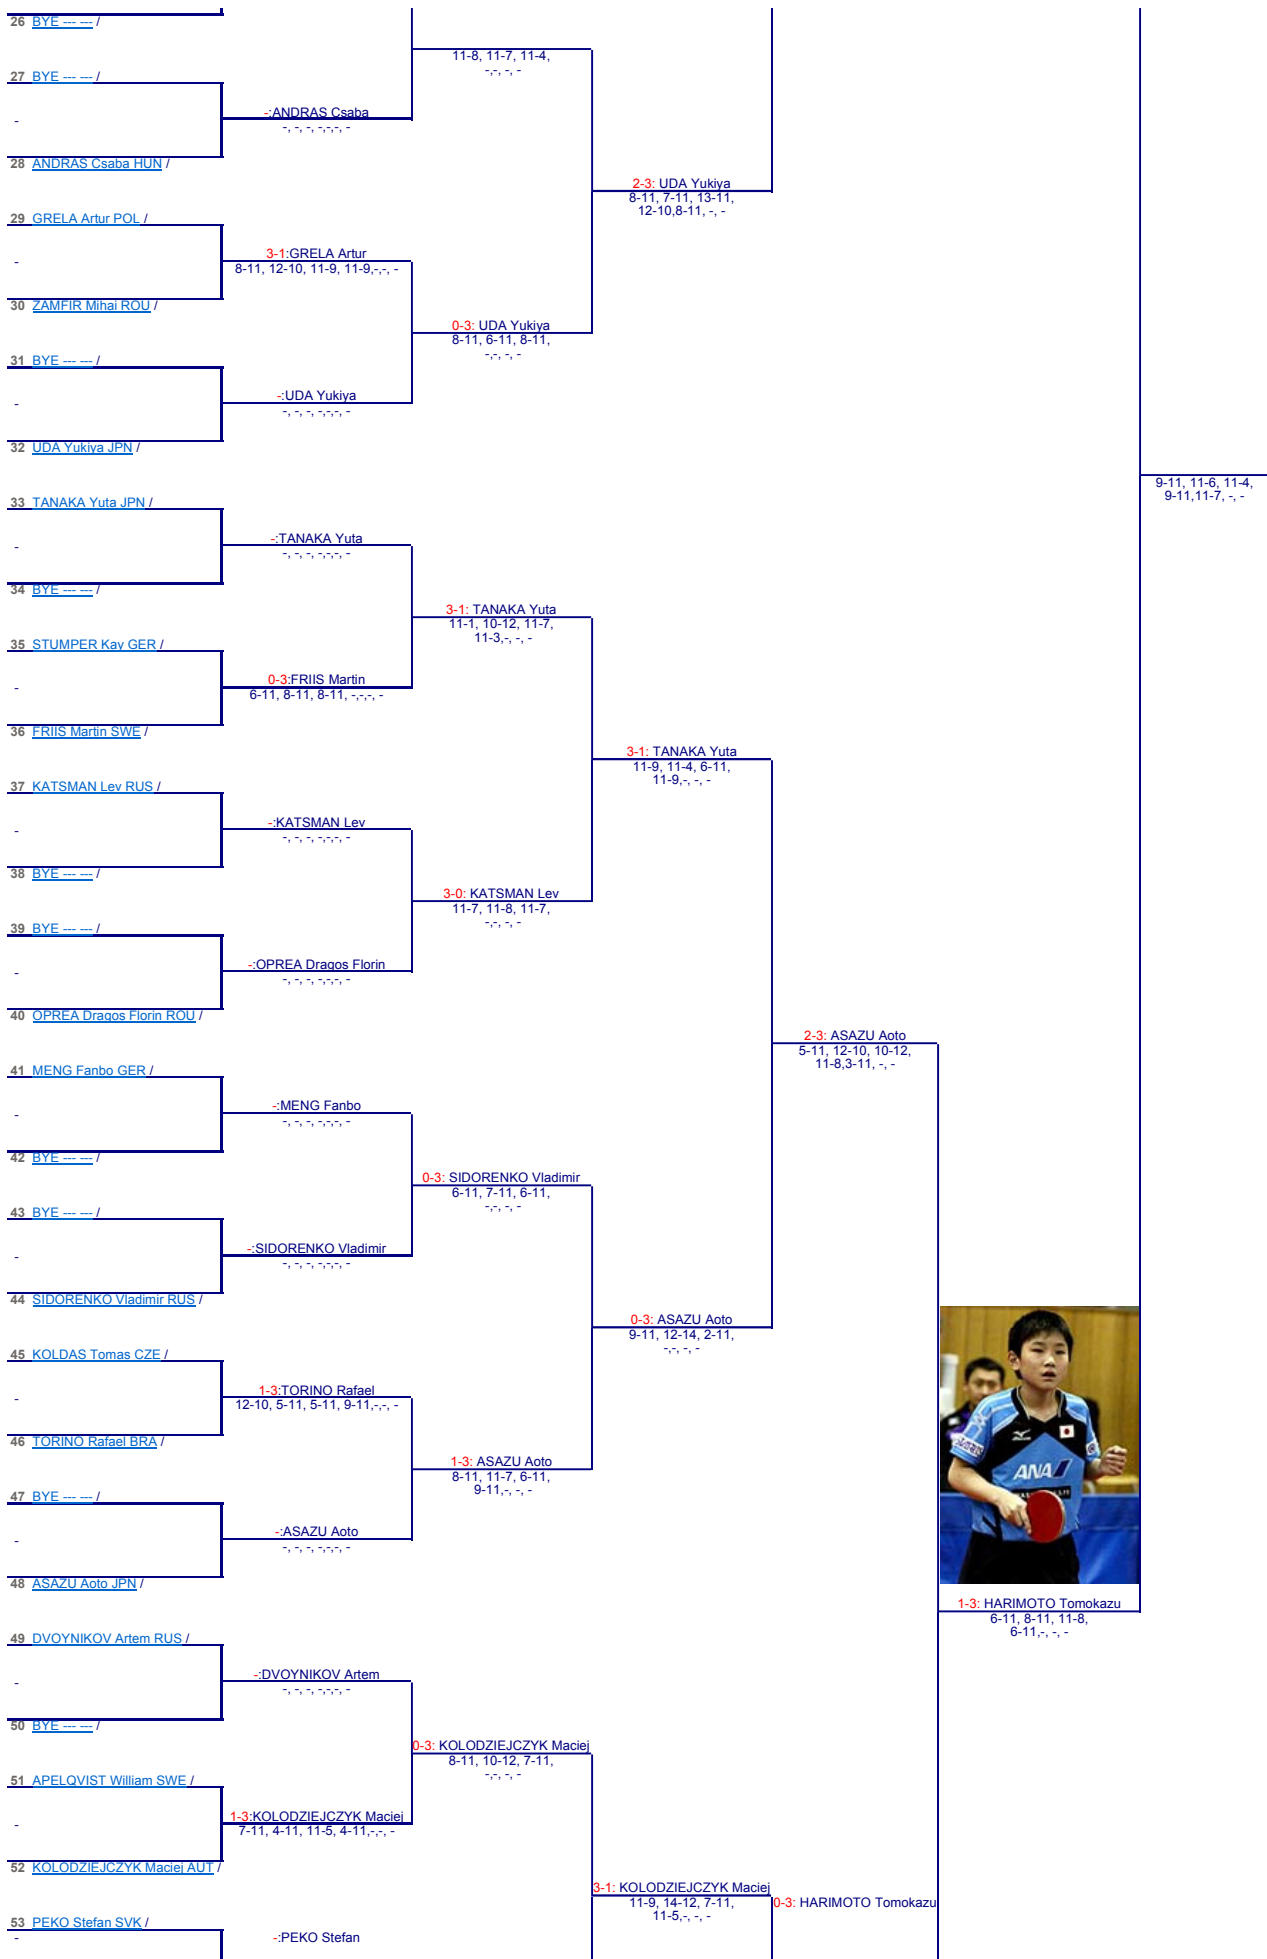 26 BYE --- --- /
11-8, 11-7, 11-4,
-,-, -, -
27 BYE --- --- /
-:ANDRAS Csaba
-, -, -, -,-,-, -
-
28 ANDRAS Csaba HUN /
2-3: UDA Yukiya
8-11, 7-11, 13-11,
12-10,8-11, -, -
29 GRELA Artur POL /
3-1:GRELA Artur
8-11, 12-10, 11-9, 11-9,-,-, -
-
30 ZAMFIR Mihai ROU /
0-3: UDA Yukiya
8-11, 6-11, 8-11,
-,-, -, -
31 BYE --- --- /
-:UDA Yukiya
-, -, -, -,-,-, -
-
32 UDA Yukiya JPN /
9-11, 11-6, 11-4,
9-11,11-7, -, -
33 TANAKA Yuta JPN /
-:TANAKA Yuta
-, -, -, -,-,-, -
-
34 BYE --- --- /
3-1: TANAKA Yuta
11-1, 10-12, 11-7,
11-3,-, -, -
35 STUMPER Kay GER /
0-3:FRIIS Martin
6-11, 8-11, 8-11, -,-,-, -
-
36 FRIIS Martin SWE /
3-1: TANAKA Yuta
11-9, 11-4, 6-11,
11-9,-, -, -
37 KATSMAN Lev RUS /
-:KATSMAN Lev
-, -, -, -,-,-, -
-
38 BYE --- --- /
3-0: KATSMAN Lev
11-7, 11-8, 11-7,
-,-, -, -
39 BYE --- --- /
-:OPREA Dragos Florin
-, -, -, -,-,-, -
-
40 OPREA Dragos Florin ROU /
2-3: ASAZU Aoto
5-11, 12-10, 10-12,
11-8,3-11, -, -
41 MENG Fanbo GER /
-:MENG Fanbo
-, -, -, -,-,-, -
-
42 BYE --- --- /
0-3: SIDORENKO Vladimir
6-11, 7-11, 6-11,
-,-, -, -
43 BYE --- --- /
-:SIDORENKO Vladimir
-, -, -, -,-,-, -
-
44 SIDORENKO Vladimir RUS /
0-3: ASAZU Aoto
9-11, 12-14, 2-11,
-,-, -, -
45 KOLDAS Tomas CZE /
1-3:TORINO Rafael
12-10, 5-11, 5-11, 9-11,-,-, -
-
46 TORINO Rafael BRA /
1-3: ASAZU Aoto
8-11, 11-7, 6-11,
9-11,-, -, -
ANA
47 BYE --- --- /
-:ASAZU Aoto
-, -, -, -,-,-, -
-
48 ASAZU Aoto JPN /
1-3: HARIMOTO Tomokazu
6-11, 8-11, 11-8,
6-11,-, -, -
49 DVOYNIKOV Artem RUS /
-:DVOYNIKOV Artem
-, -, -, -,-,-, -
-
50 BYE --- --- /
0-3: KOLODZIEJCZYK Maciej
8-11, 10-12, 7-11,
-,-, -, -
51 APELQVIST William SWE /
1-3:KOLODZIEJCZYK Maciej
7-11, 4-11, 11-5, 4-11,-,-, -
-
52 KOLODZIEJCZYK Maciej AUT /
3-1: KOLODZIEJCZYK Maciej
11-9, 14-12, 7-11,
11-5,-, -, -
0-3: HARIMOTO Tomokazu
53 PEKO Stefan SVK /
-
-:PEKO Stefan